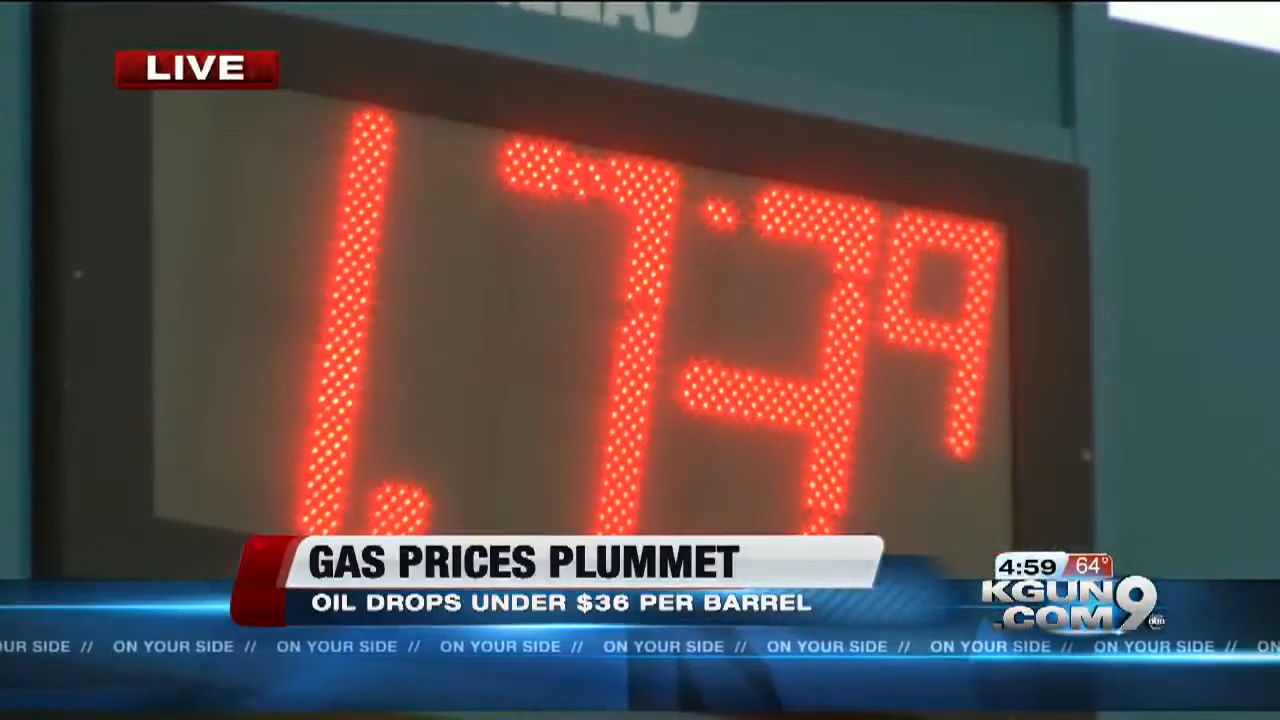 LIVE
1.739
GAS PRICES PLUMMET
OIL DROPS UNDER $36 PER BARREL
4:59 64°
KGUN9
.COM abc
SIDE // ON YOUR SIDE // ON YOUR SIDE // ON YOUR SIDE // ON YOUR SIDE // ON YOUR SIDE // ON YOUR SIDE // ON YOUR SIDE //